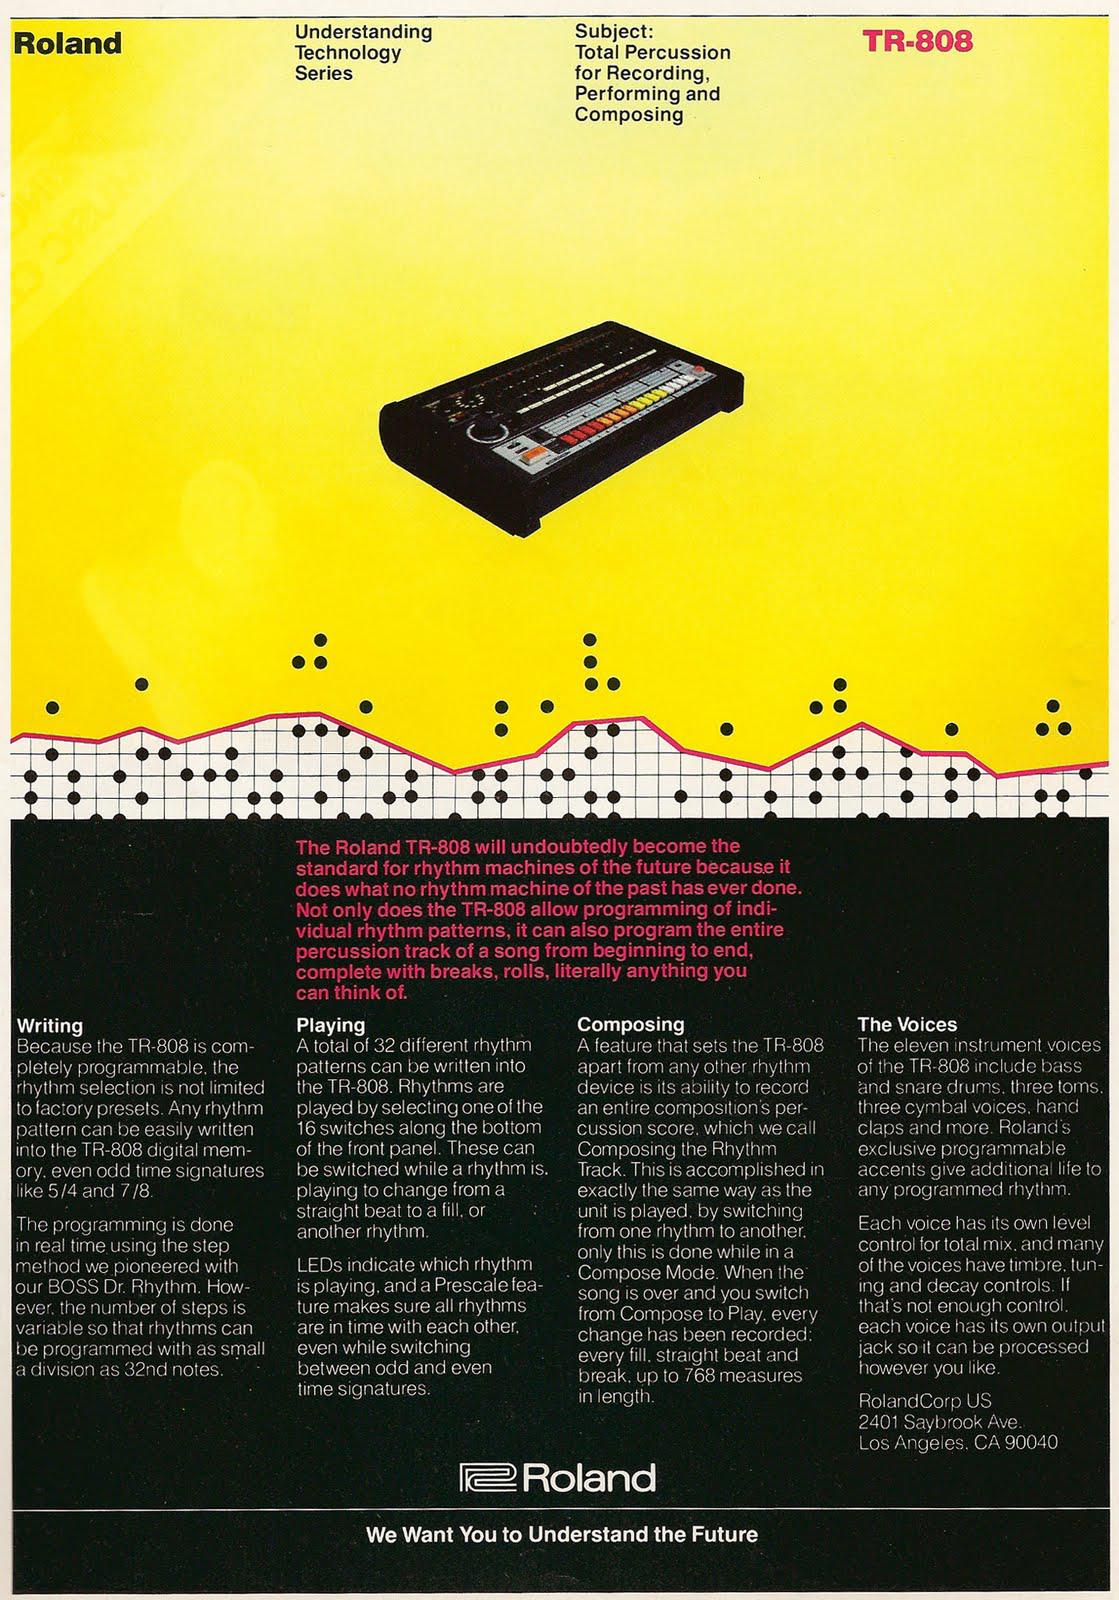 Roland
Understanding
Technology
Series
Subject:
Total Percussion
for Recording,
Performing and
Composing
TR-808
The Roland TR-808 will undoubtedly become the
standard for rhythm machines of the future because it
does what no rhythm machine of the past has ever done.
Not only does the TR-808 allow programming of indi-
vidual rhythm patterns, it can also program the entire
percussion track of a song from beginning to end,
complete with breaks, rolls, literally anything you
can think of.
Writing
Because the TR-808 is com-
pletely programmable, the
rhythm selection is not limited
to factory presets. Any rhythm
pattern can be easily written
into the TR-808 digital mem-
ory, even odd time signatures
like 5/4 and 7/8.
The programming is done
in real time using the step
method we pioneered with
our BOSS Dr. Rhythm. How-
ever, the number of steps is
variable so that rhythms can
be programmed with as small
a division as 32nd notes.
Playing
A total of 32 different rhythm
patterns can be written into
the TR-808. Rhythms are
played by selecting one of the
16 switches along the bottom
of the front panel. These can
be switched while a rhythm is,
playing to change from a
straight beat to a fill, or
another rhythm.
LEDs indicate which rhythm
is playing, and a Prescale fea-
ture makes sure all rhythms
are in time with each other,
even while switching
between odd and even
time signatures.
Composing
A feature that sets the TR-808
apart from any other rhythm
device is its ability to record
an entire composition's per-
cussion score, which we call
Composing the Rhythm
Track. This is accomplished in
exactly the same way as the
unit is played, by switching
from one rhythm to another,
only this is done while in a
Compose Mode. When the
song is over and you switch
from Compose to Play, every
change has been recorded:
every fill, straight beat and
break, up to 768 measures
in length.
The Voices
The eleven instrument voices
of the TR-808 include bass
and snare drums, three toms,
three cymbal voices, hand
claps and more. Roland's
exclusive programmable
accents give additional life to
any programmed rhythm.
Each voice has its own level
control for total mix, and many
of the voices have timbre, tun-
ing and decay controls. If
that's not enough control,
each voice has its own output
jack so it can be processed
however you like.
RolandCorp US
2401 Saybrook Ave.
Los Angeles, CA 90040
Roland
We Want You to Understand the Future